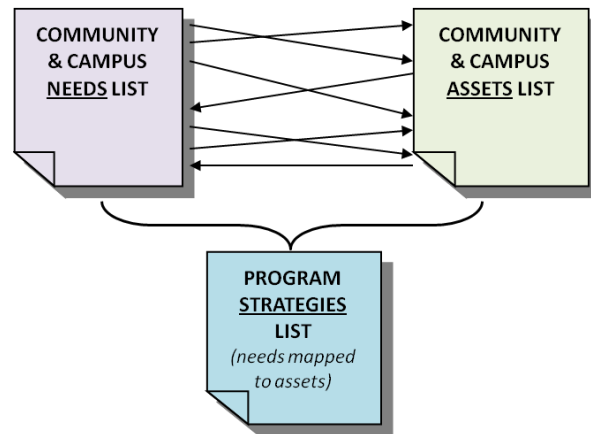 COMMUNITY
& CAMPUS
NEEDS LIST
COMMUNITY
& CAMPUS
ASSETS LIST
PROGRAM
STRATEGIES
LIST
(needs mapped
to assets)